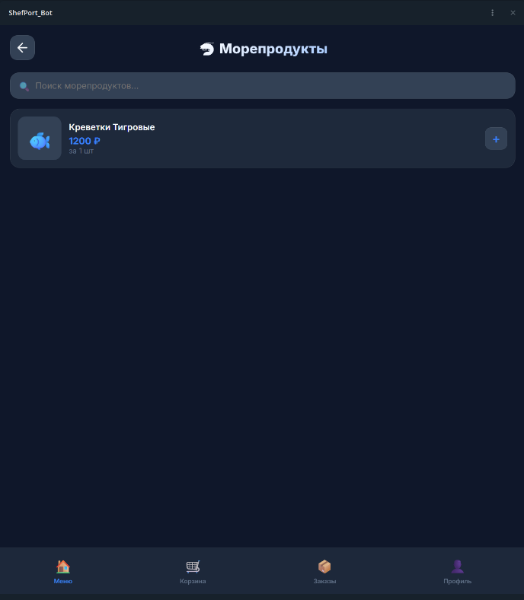 ShefPort_Bot
Морепродукты
Поиск морепродуктов...
Креветки Тигровые
1200 ₽
за 1 шт
+
Меню
Корзина
Заказы
Профиль